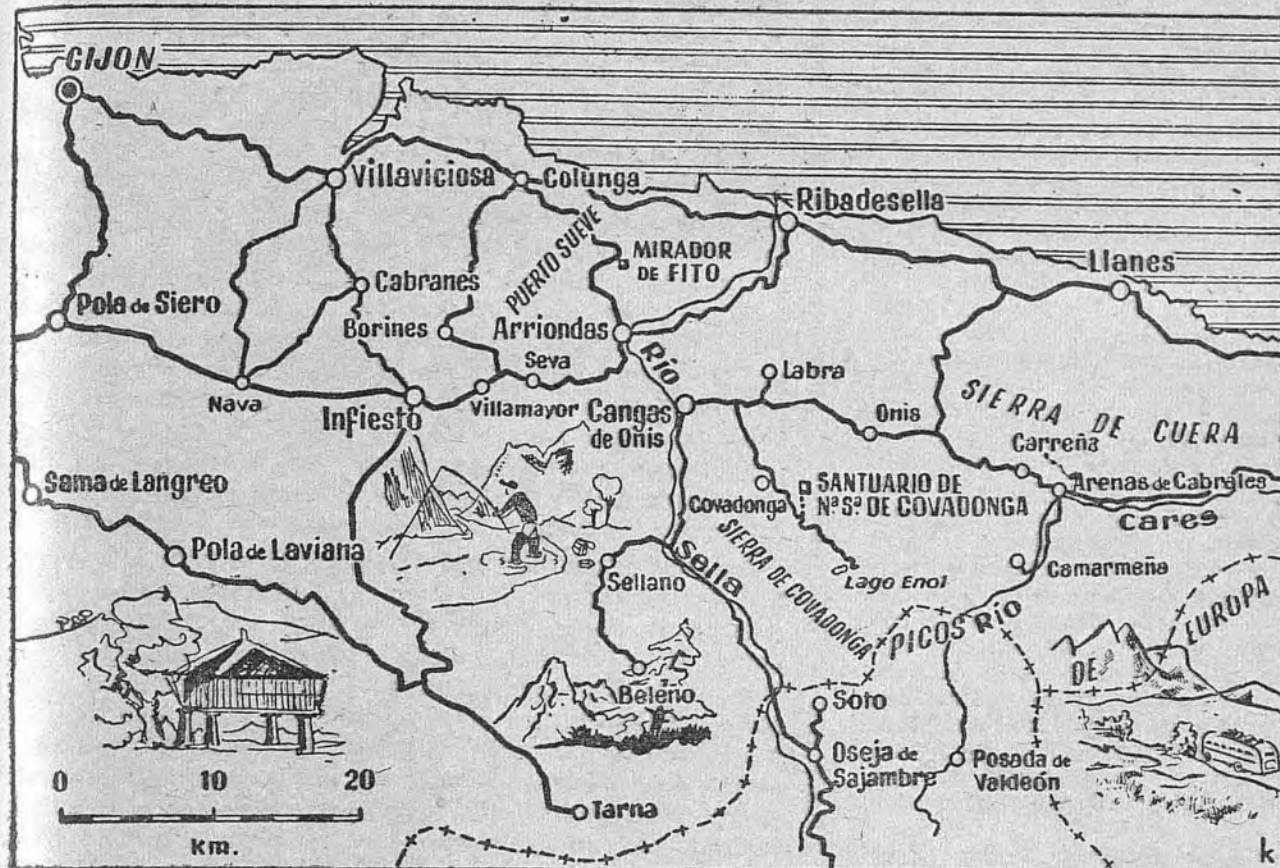 GIJON
Villaviciosa
Colunga
Ribadesella
Llanes
PUERTO SUEVE
MIRADOR
DE FITO
Cabranes
Pola de Siero
Borines
Arriondas
Seva
Nava
Infiesto
Villamayor
Río
Cangas
de Onís
Labra
Onis
SIERRA DE CUERA
Carreña
Arenas de Cabrales
Cares
Sama de Langreo
Covadonga
SANTUARIO DE
Nª Sª DE COVADONGA
Pola de Laviana
Sella
Sellano
SIERRA DE COVADONGA
Lago Enol
Camarmeña
PICOS
Río
DE
EUROPA
Beleño
Soto
Oseja de
Sajambre
Posada de
Valdeón
Tarna
0 10 20
km.
k